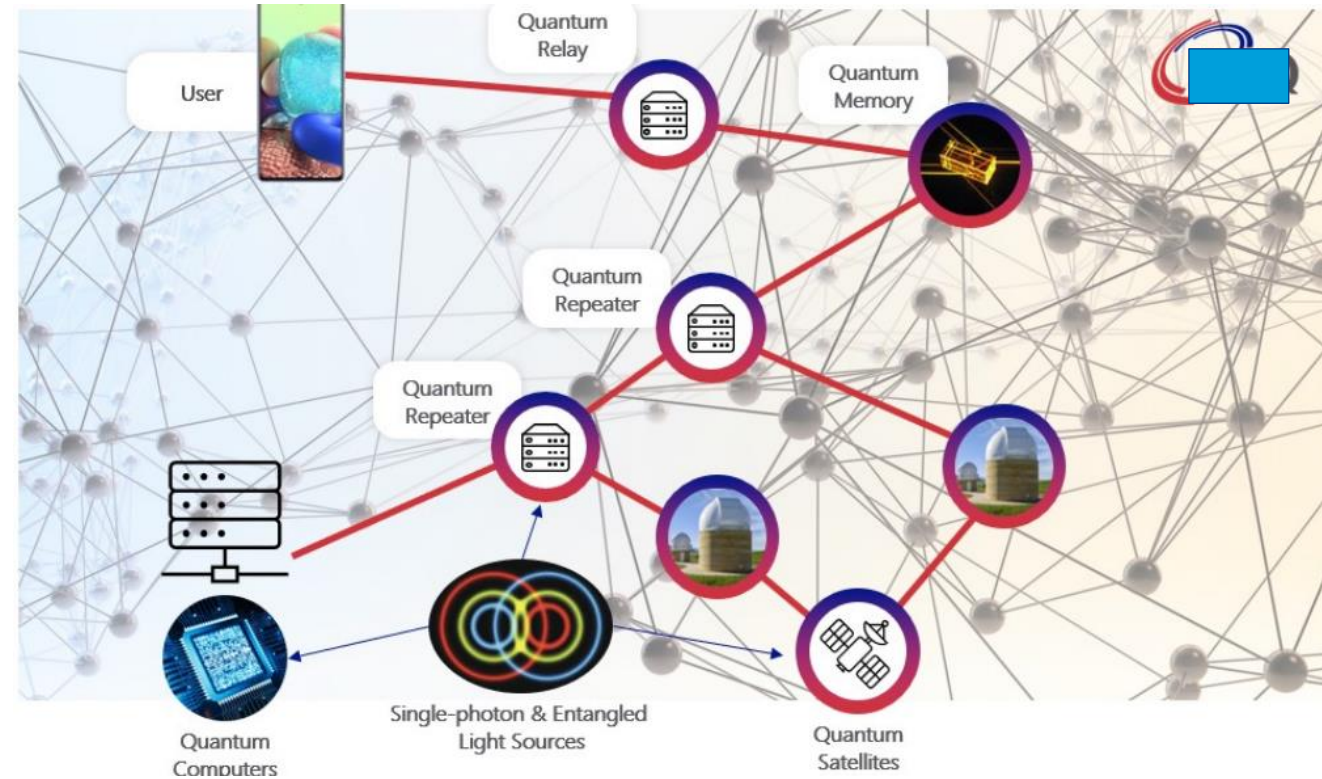 Quantum
Relay
User
Quantum
Memory
Quantum
Repeater
Quantum
Repeater
Single-photon & Entangled
Light Sources
Quantum
Computers
Quantum
Satellites